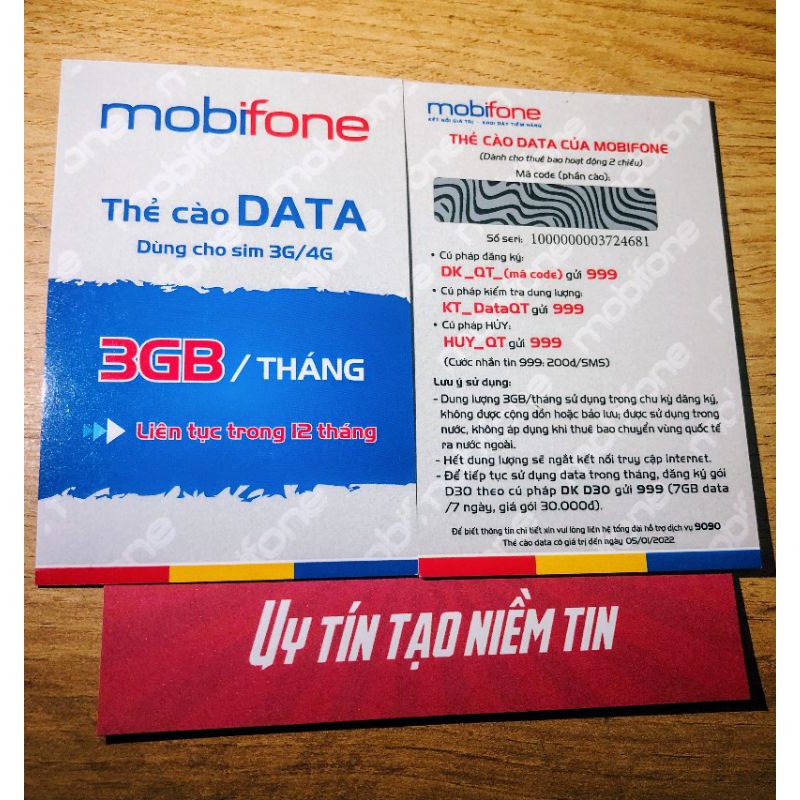 mobifone
Thẻ cào DATA
Dùng cho sim 3G/4G
3GB / THÁNG
Liên tục trong 12 tháng
mobifone
KẾT NỐI GIÁ TRỊ - KHƠI DẬY TIỀM NĂNG
THẺ CÀO DATA CỦA MOBIFONE
(Dành cho thuê bao hoạt động 2 chiều)
Mã code (phần cào):
Số seri: 1000000003724681
• Cú pháp đăng ký:
DK_QT_(mã code) gửi 999
• Cú pháp kiểm tra dung lượng:
KT_DataQT gửi 999
• Cú pháp HỦY:
HUY_QT gửi 999
(Cước nhắn tin 999: 200đ/SMS)
Lưu ý sử dụng:
- Dung lượng 3GB/tháng sử dụng trong chu kỳ đăng ký,
không được cộng dồn hoặc bảo lưu; được sử dụng trong
nước, không áp dụng khi thuê bao chuyển vùng quốc tế
ra nước ngoài.
- Hết dung lượng sẽ ngắt kết nối truy cập Internet.
- Để tiếp tục sử dụng data trong tháng, đăng ký gói
D30 theo cú pháp DK D30 gửi 999 (7GB data
/7 ngày, giá gói 30.000đ).
Để biết thông tin chi tiết xin vui lòng liên hệ tổng đài hỗ trợ dịch vụ 9090
Thẻ cào data có giá trị đến ngày 05/01/2022
UY TÍN TẠO NIỀM TIN